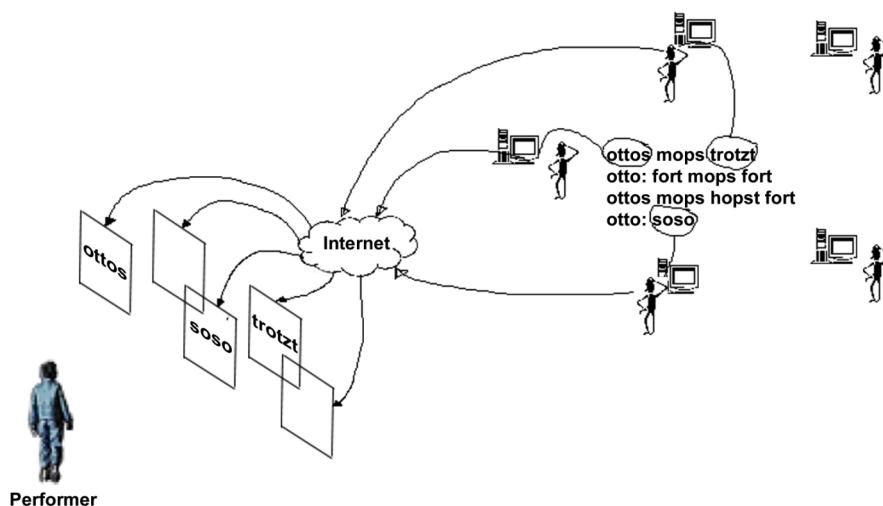 ottos mops trotzt
otto: fort mops fort
ottos mops hopst fort
otto: soso
Internet
ottos
soso
trotzt
Performer